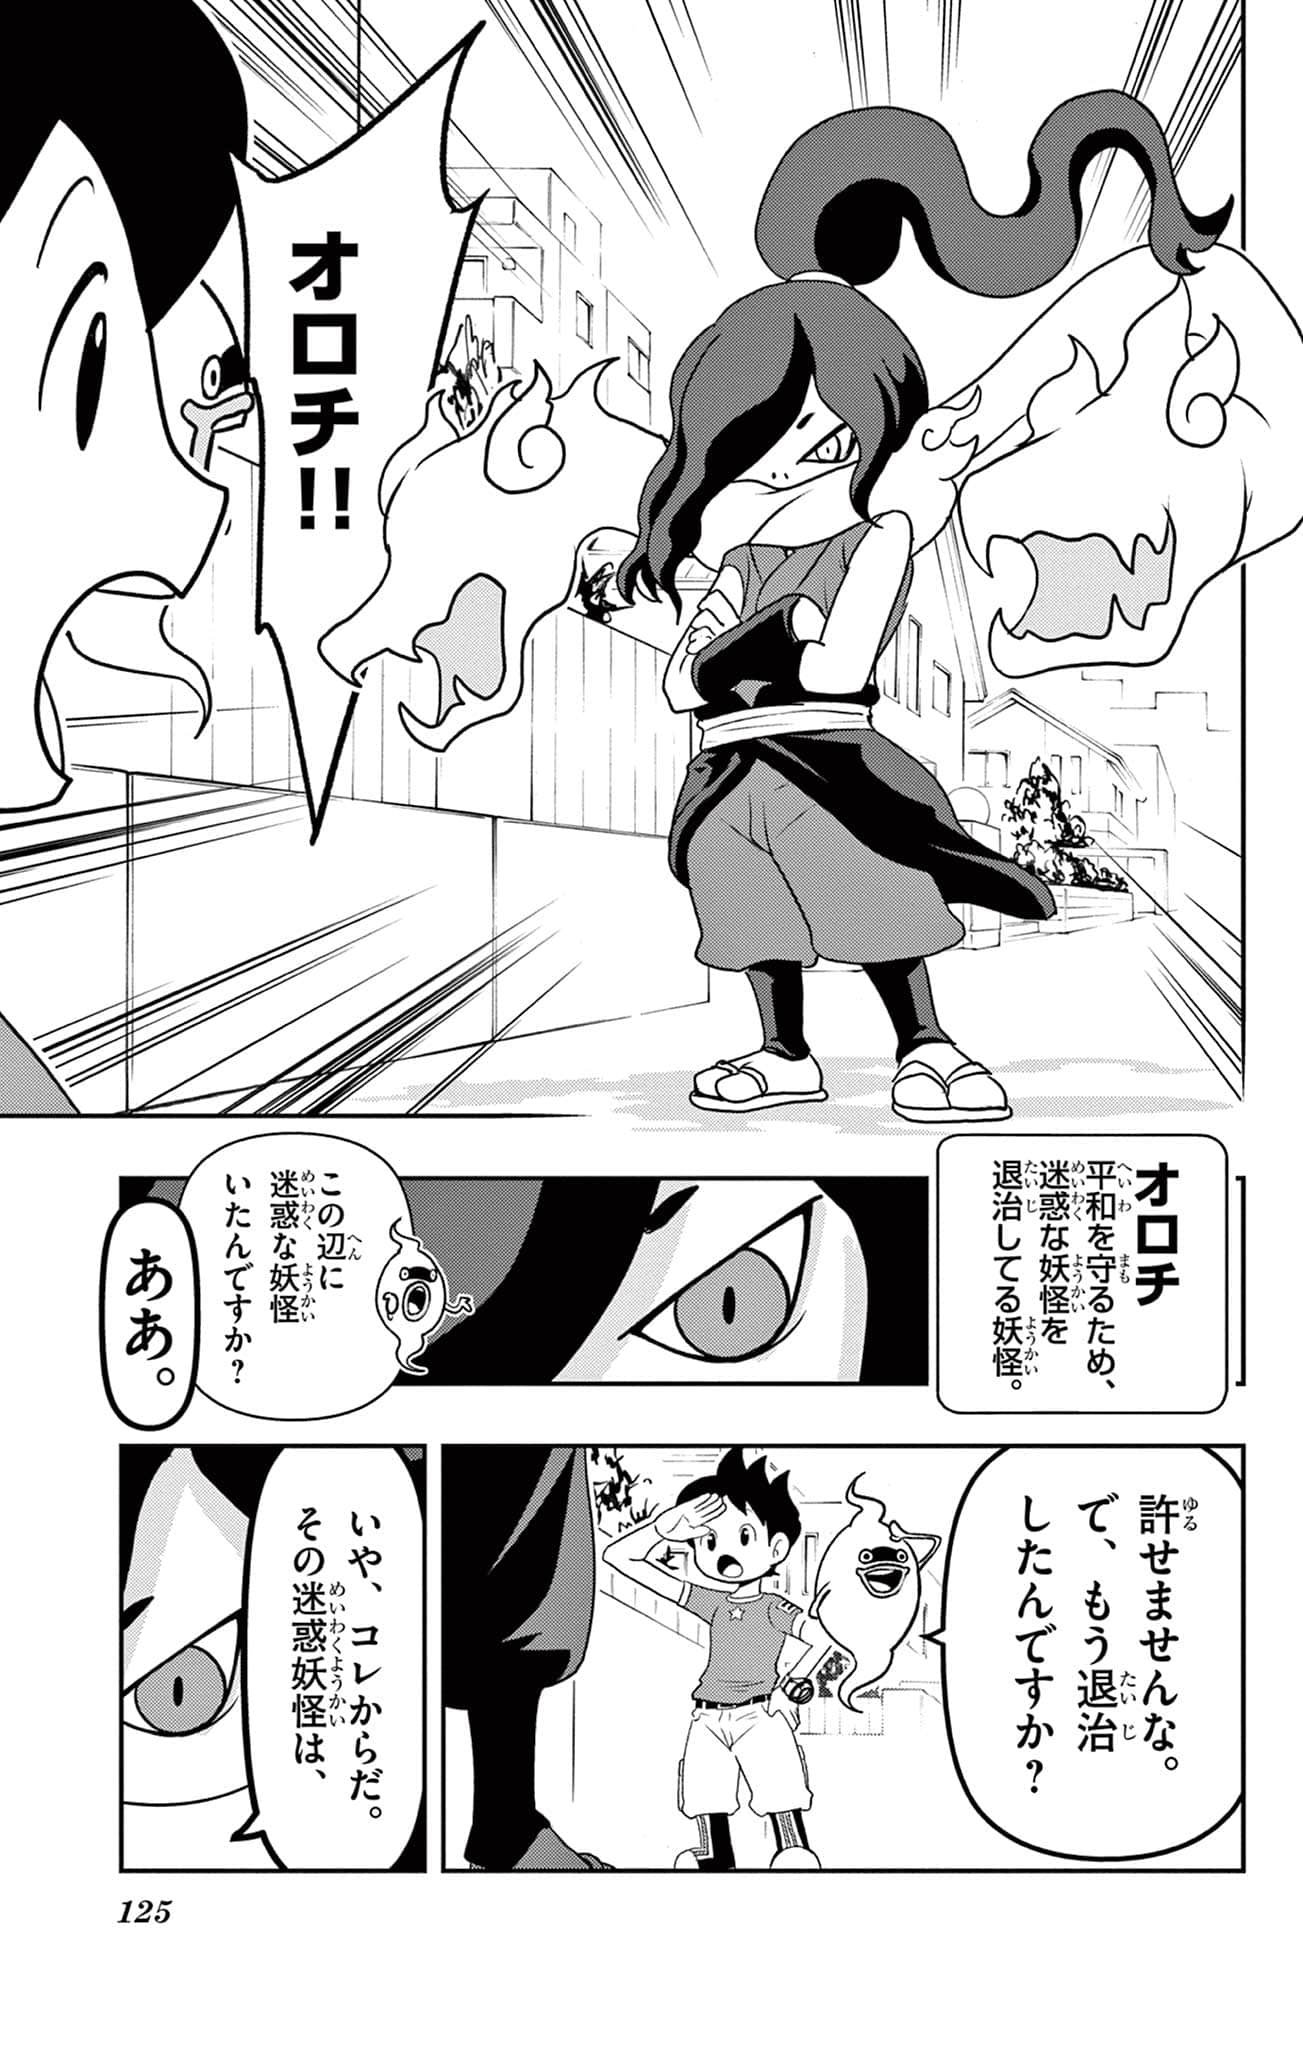 オロチ!!
オロチ
平和を守るため、
迷惑な妖怪を
退治してる妖怪。
この辺に
迷惑な妖怪
いたんですか?
ああ。
許せませんな。
で、もう退治
したんですか?
いや、コレからだ。
その迷惑妖怪は、
125